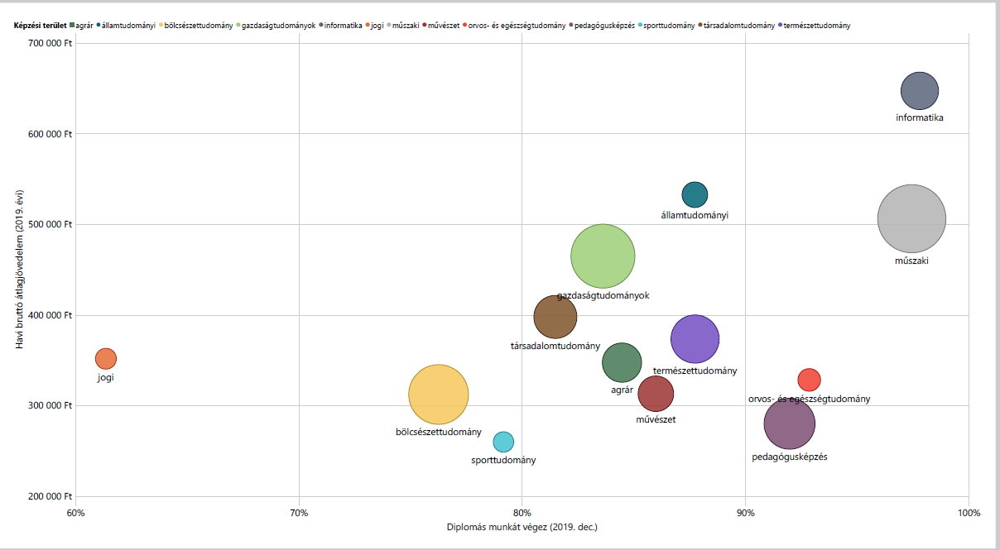 Képzési terület agrár államtudományi bölcsészettudomány gazdaságtudományok informatika jogi műszaki művészet orvos- és egészségtudomány pedagógusképzés sporttudomány társadalomtudomány természettudomány
700 000 Ft
informatika
600 000 Ft
államtudományi
500 000 Ft
műszaki
gazdaságtudományok
400 000 Ft
társadalomtudomány
természettudomány
jogi
agrár
orvos- és egészségtudomány
300 000 Ft
művészet
bölcsészettudomány
pedagógusképzés
sporttudomány
200 000 Ft
Havi bruttó átlagjövedelem (2019. évi)
60% 70% 80% 90% 100%
Diplomás munkát végez (2019. dec.)